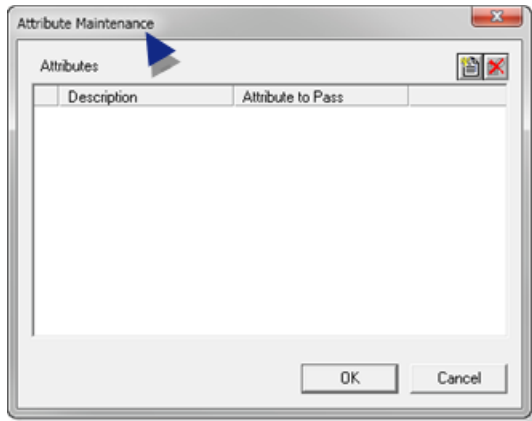 Attribute Maintenance
Attributes
Description Attribute to Pass
OK Cancel